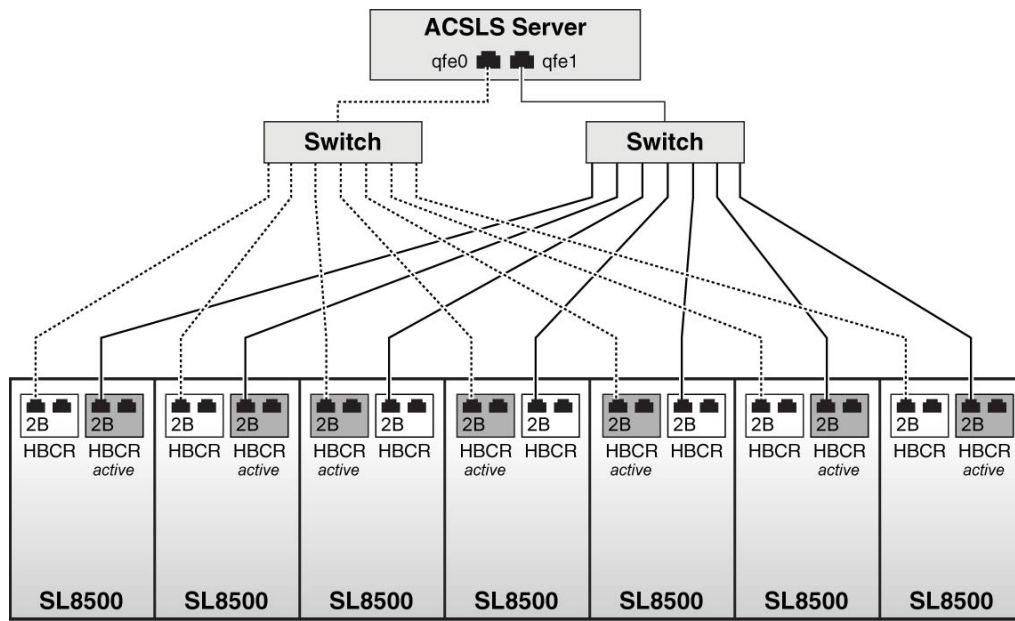 ACSLS Server
qfe0 qfe1
Switch Switch
2B 2B 2B 2B 2B 2B 2B 2B 2B 2B 2B 2B 2B 2B
HBCR HBCR HBCR HBCR HBCR HBCR HBCR HBCR HBCR HBCR HBCR HBCR HBCR HBCR
active active active active active active active
SL8500 SL8500 SL8500 SL8500 SL8500 SL8500 SL8500